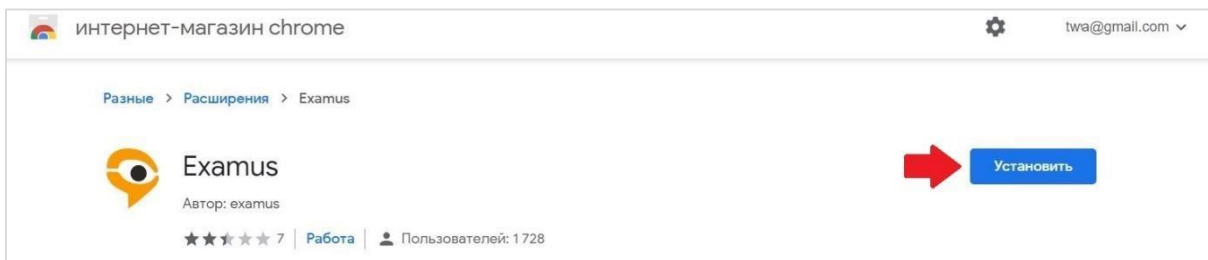 интернет-магазин chrome
twa@gmail.com
Разные > Расширения > Examus
Examus
Установить
Автор: examus
7 | Работа | Пользователей: 1 728